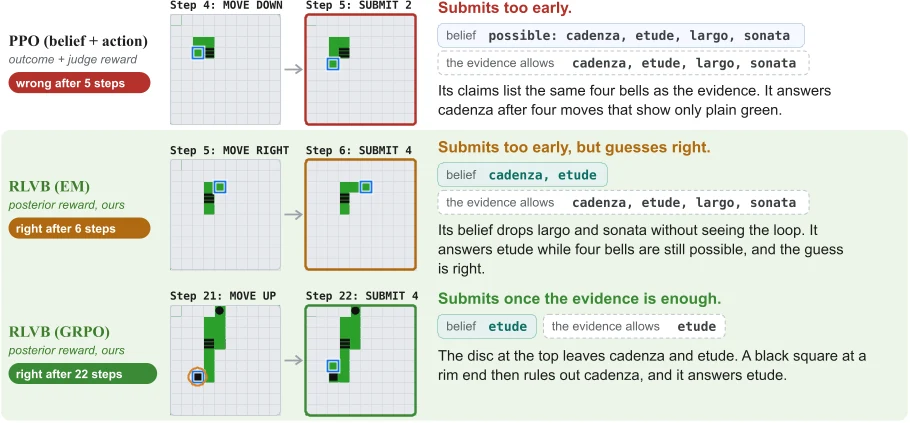 Step 4: MOVE DOWN
Step 5: SUBMIT 2
PPO (belief + action)
outcome + judge reward
wrong after 5 steps
Submits too early.
belief possible: cadenza, etude, largo, sonata
the evidence allows cadenza, etude, largo, sonata
Its claims list the same four bells as the evidence. It answers
cadenza after four moves that show only plain green.
Step 5: MOVE RIGHT
Step 6: SUBMIT 4
RLVB (EM)
posterior reward, ours
right after 6 steps
Submits too early, but guesses right.
belief cadenza, etude
the evidence allows cadenza, etude, largo, sonata
Its belief drops largo and sonata without seeing the loop. It
answers etude while four bells are still possible, and the guess
is right.
Step 21: MOVE UP
Step 22: SUBMIT 4
RLVB (GRPO)
posterior reward, ours
right after 22 steps
Submits once the evidence is enough.
belief etude the evidence allows etude
The disc at the top leaves cadenza and etude. A black square at a
rim end then rules out cadenza, and it answers etude.